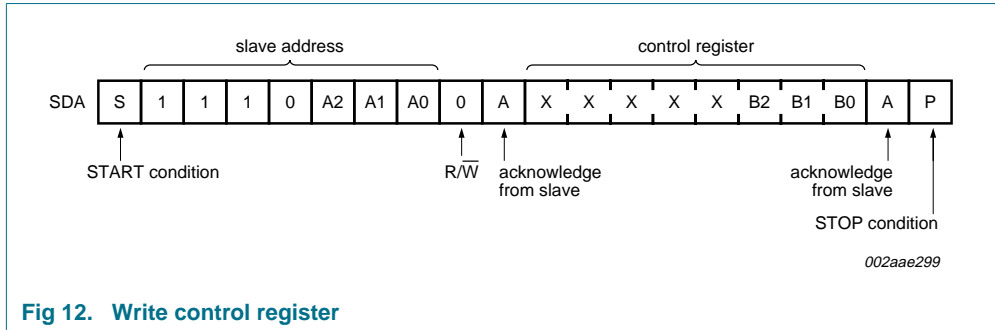 slave address control register
SDA S 1 1 1 0 A2 A1 A0 0 A X X X X X B2 B1 B0 A P
START condition R/W̅ acknowledge from slave acknowledge from slave
STOP condition
002aae299
Fig 12. Write control register